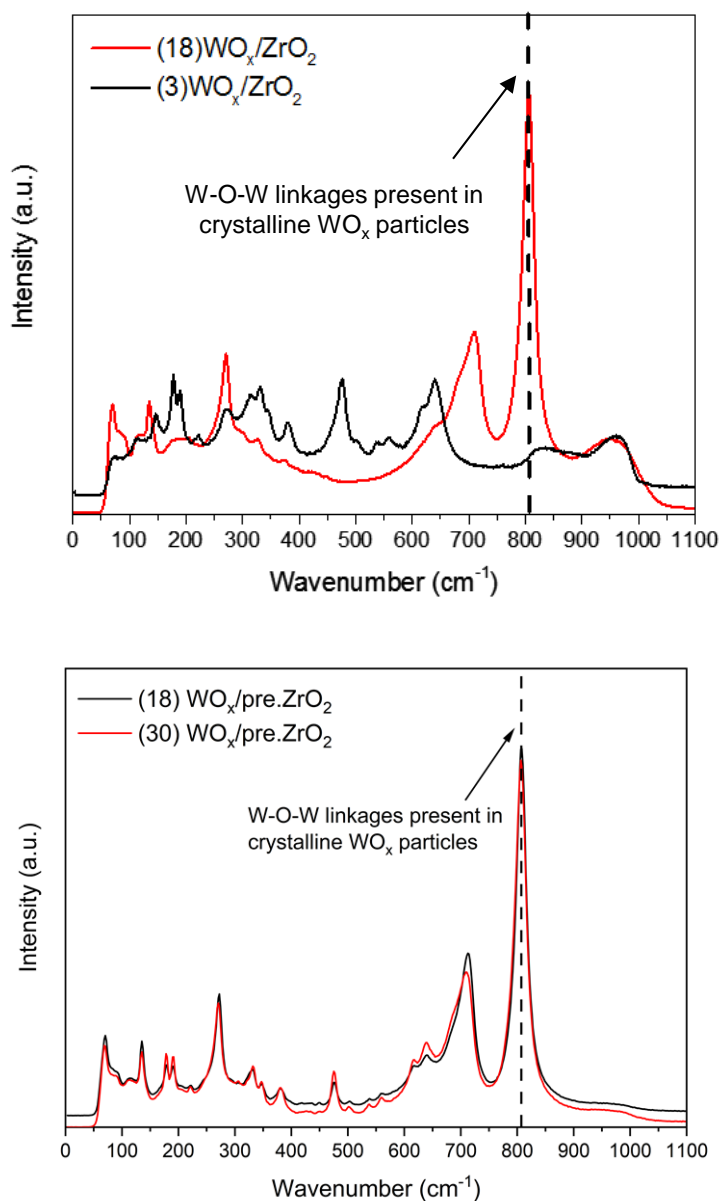 (18)WOₓ/ZrO₂
(3)WOₓ/ZrO₂
W-O-W linkages present in
crystalline WOₓ particles
Intensity (a.u.)
0 100 200 300 400 500 600 700 800 900 1000 1100
Wavenumber (cm⁻¹)
(18) WOₓ/pre.ZrO₂
(30) WOₓ/pre.ZrO₂
W-O-W linkages present in
crystalline WOₓ particles
Intensity (a.u.)
0 100 200 300 400 500 600 700 800 900 1000 1100
Wavenumber (cm⁻¹)